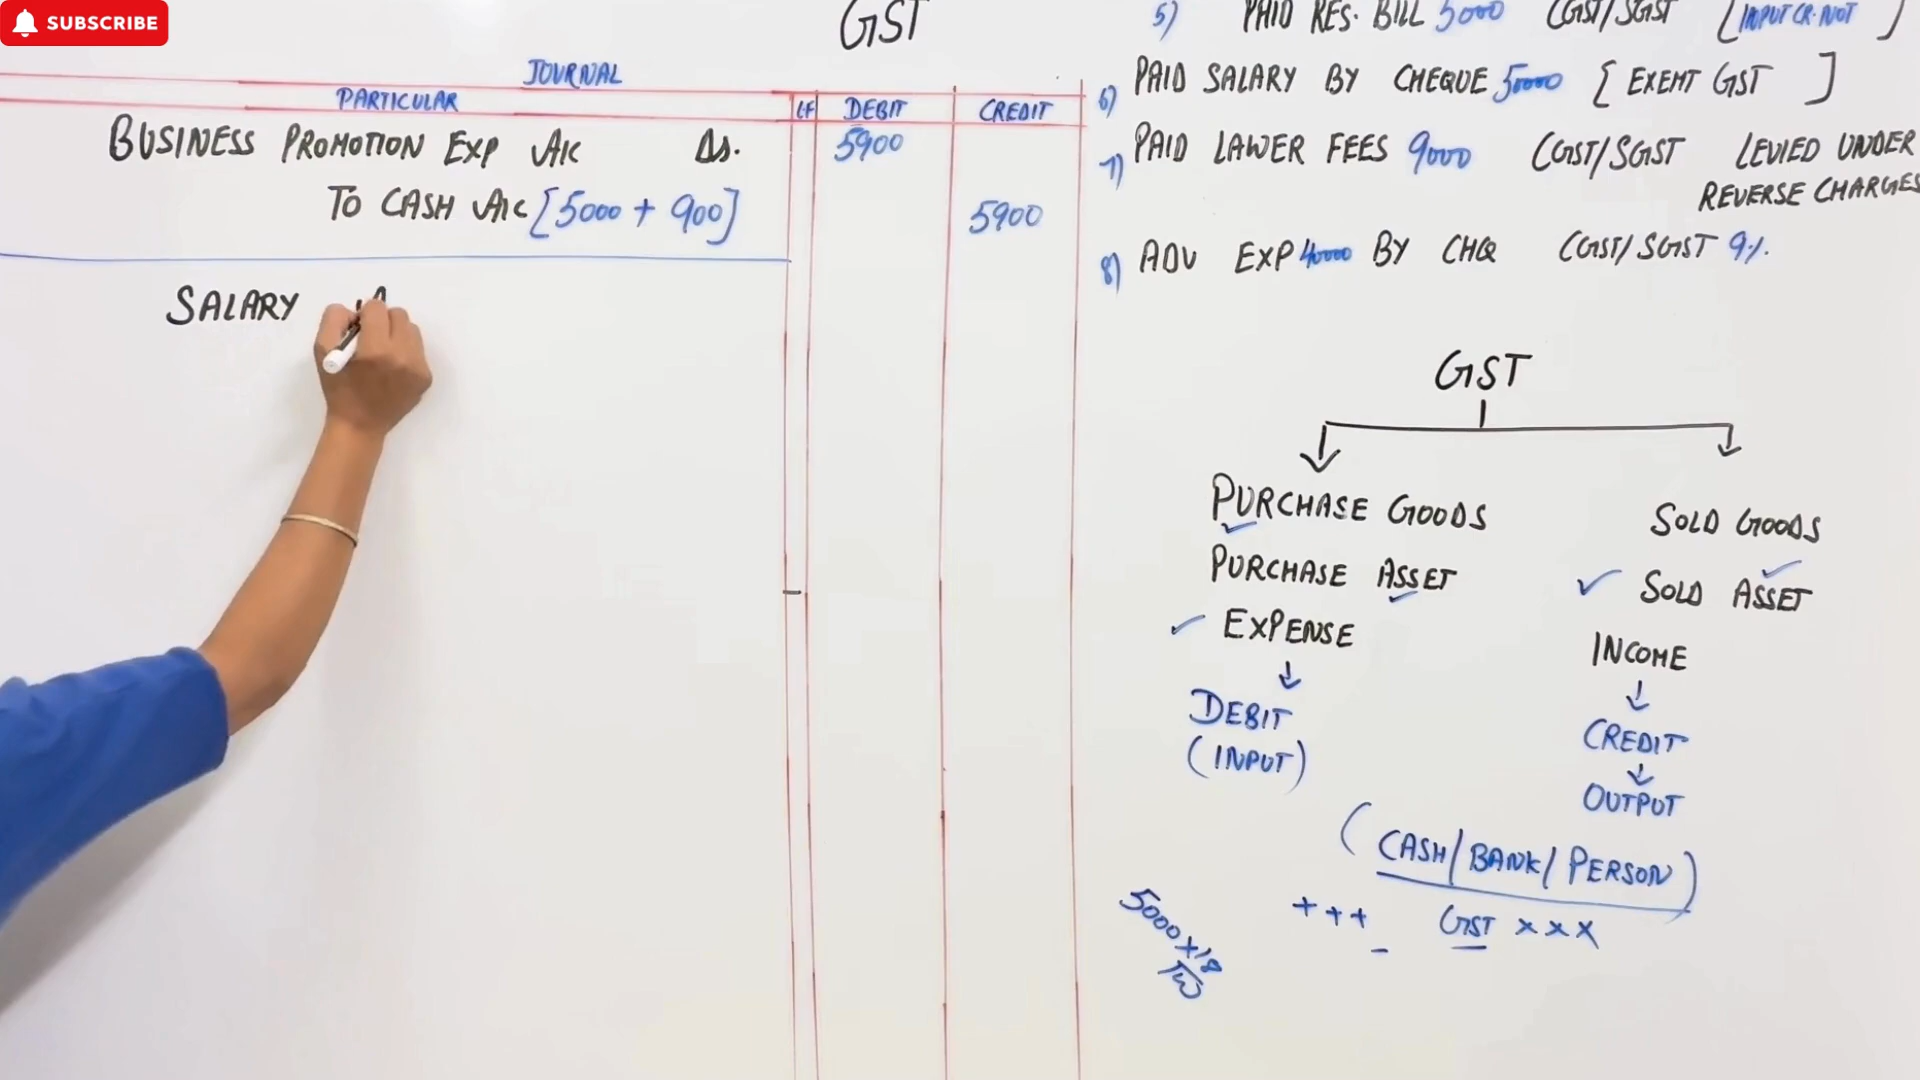 SUBSCRIBE
GST
JOURNAL
PARTICULAR LF DEBIT CREDIT
BUSINESS PROMOTION EXP A/C Dr. 5900
TO CASH A/C [5000 + 900] 5900
SALARY A
5) PAID RES. BILL 5000 CGST/SGST [INPUT CR. NOT]
6) PAID SALARY BY CHEQUE 50000 [EXEMT GST]
7) PAID LAWER FEES 9000 CGST/SGST LEVIED UNDER
REVERSE CHARGES
8) ADV EXP 40000 BY CHQ CGST/SGST 9%.
GST
PURCHASE GOODS
PURCHASE ASSET
EXPENSE
DEBIT
(INPUT)
SOLD GOODS
SOLD ASSET
INCOME
CREDIT
OUTPUT
(CASH/BANK/PERSON)
+++ GST xxx
5000 x 18